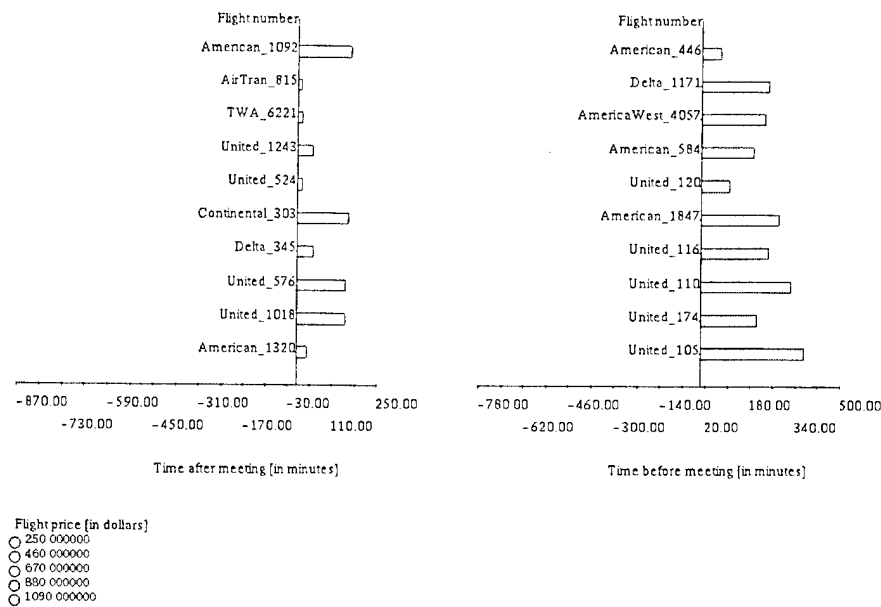 Flight number
American_1092
AirTran_815
TWA_6221
United_1243
United_524
Continental_303
Delta_345
United_576
United_1018
American_1320
-870.00 -590.00 -310.00 -30.00 250.00
-730.00 -450.00 -170.00 110.00
Time after meeting [in minutes]
Flight number
American_446
Delta_1171
AmericaWest_4057
American_584
United_120
American_1847
United_116
United_110
United_174
United_105
-780.00 -460.00 -140.00 180.00 500.00
-620.00 -300.00 20.00 340.00
Time before meeting [in minutes]
Flight price [in dollars]
250 000000
460 000000
670 000000
880 000000
1090 000000